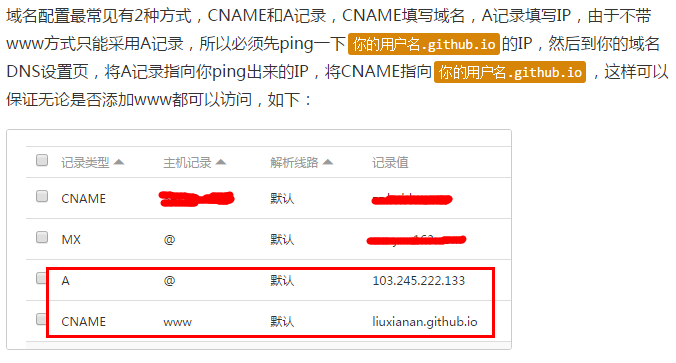 域名配置最常见有2种方式，CNAME和A记录，CNAME填写域名，A记录填写IP，由于不带
www方式只能采用A记录，所以必须先ping一下 你的用户名.github.io 的IP，然后到你的域名
DNS设置页，将A记录指向你ping出来的IP，将CNAME指向 你的用户名.github.io ，这样可以
保证无论是否添加www都可以访问，如下：
记录类型 主机记录 解析线路 记录值
CNAME 默认
MX @ 默认
A @ 默认 103.245.222.133
CNAME www 默认 liuxianan.github.io